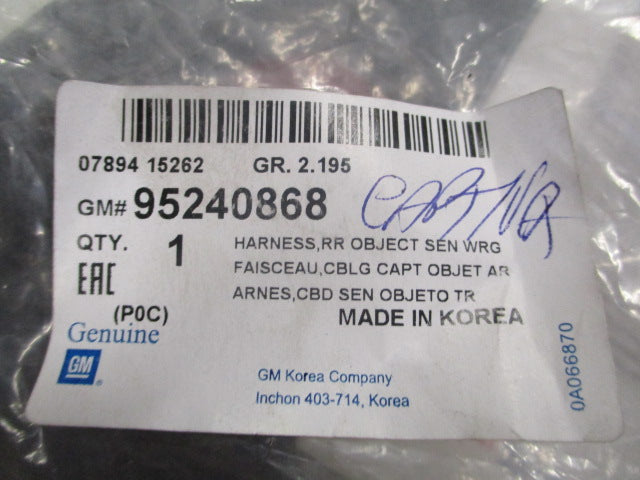 07894 15262 GR. 2.195
GM# 95240868
QTY. 1 HARNESS,RR OBJECT SEN WRG
FAISCEAU,CBLG CAPT OBJET AR
EAC ARNES,CBD SEN OBJETO TR
(P0C) MADE IN KOREA
Genuine
GM
GM Korea Company
Inchon 403-714, Korea
0A066870